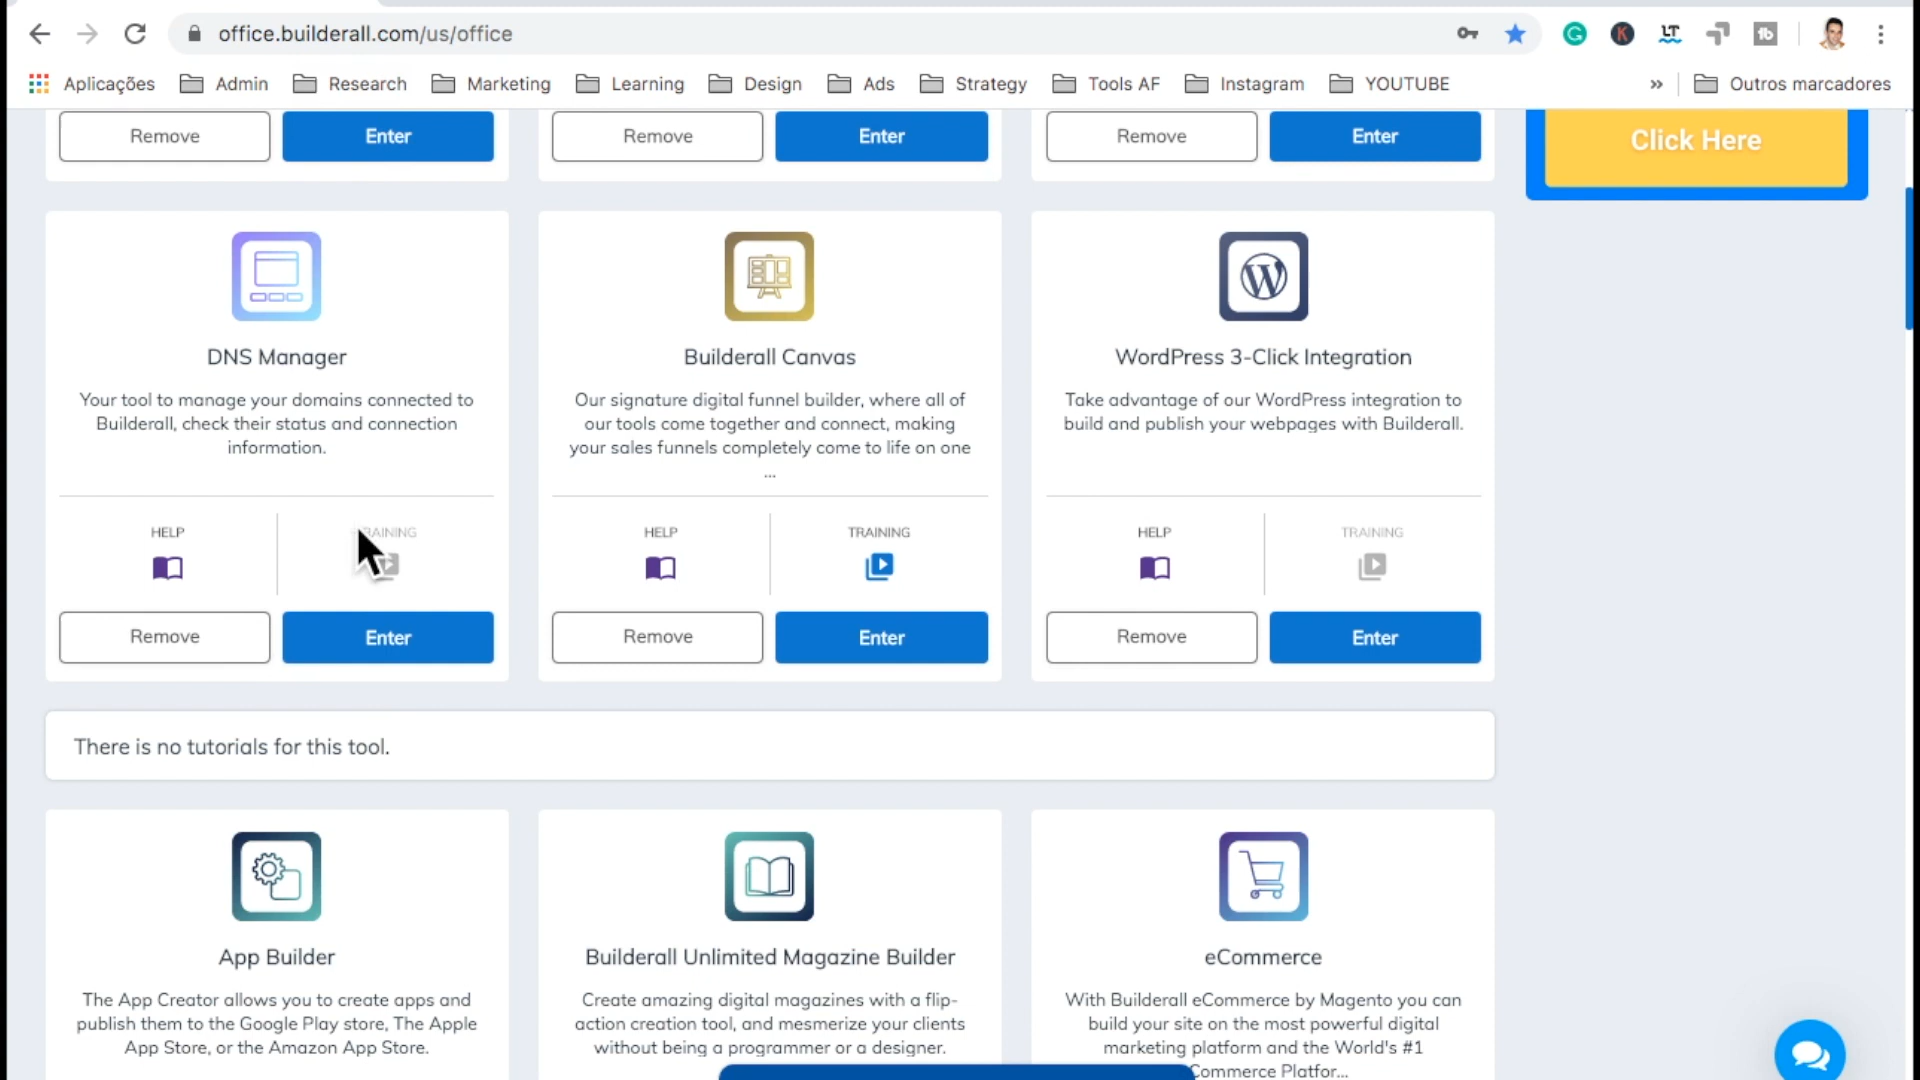 office.builderall.com/us/office
Aplicações Admin Research Marketing Learning Design Ads Strategy Tools AF Instagram YOUTUBE » Outros marcadores
Remove Enter Remove Enter Remove Enter
Click Here
DNS Manager
Your tool to manage your domains connected to
Builderall, check their status and connection
information.
HELP
Remove Enter
Builderall Canvas
Our signature digital funnel builder, where all of
our tools come together and connect, making
your sales funnels completely come to life on one
...
HELP TRAINING
Remove Enter
WordPress 3-Click Integration
Take advantage of our WordPress integration to
build and publish your webpages with Builderall.
HELP TRAINING
Remove Enter
There is no tutorials for this tool.
App Builder
The App Creator allows you to create apps and
publish them to the Google Play store, The Apple
App Store, or the Amazon App Store.
Builderall Unlimited Magazine Builder
Create amazing digital magazines with a flip-
action creation tool, and mesmerize your clients
without being a programmer or a designer.
eCommerce
With Builderall eCommerce by Magento you can
build your site on the most powerful digital
marketing platform and the World's #1
Commerce Platfor...